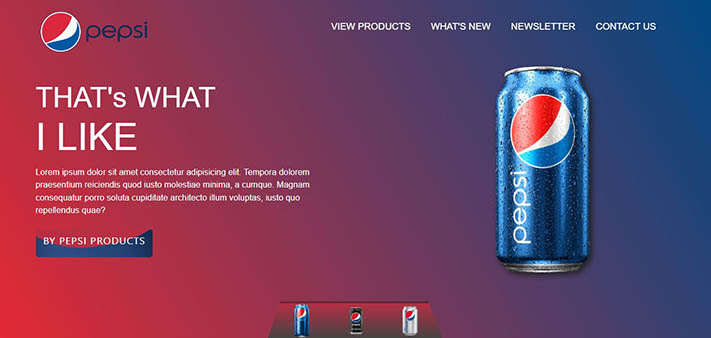 pepsi
VIEW PRODUCTS WHAT'S NEW NEWSLETTER CONTACT US
THAT's WHAT
I LIKE
Lorem ipsum dolor sit amet consectetur adipisicing elit. Tempora dolorem
praesentium reiciendis quod iusto molestiae minima, a cumque. Magnam
consequatur porro soluta cupiditate architecto illum voluptas, iusto quo
repellendus quae?
BY PEPSI PRODUCTS
pepsi